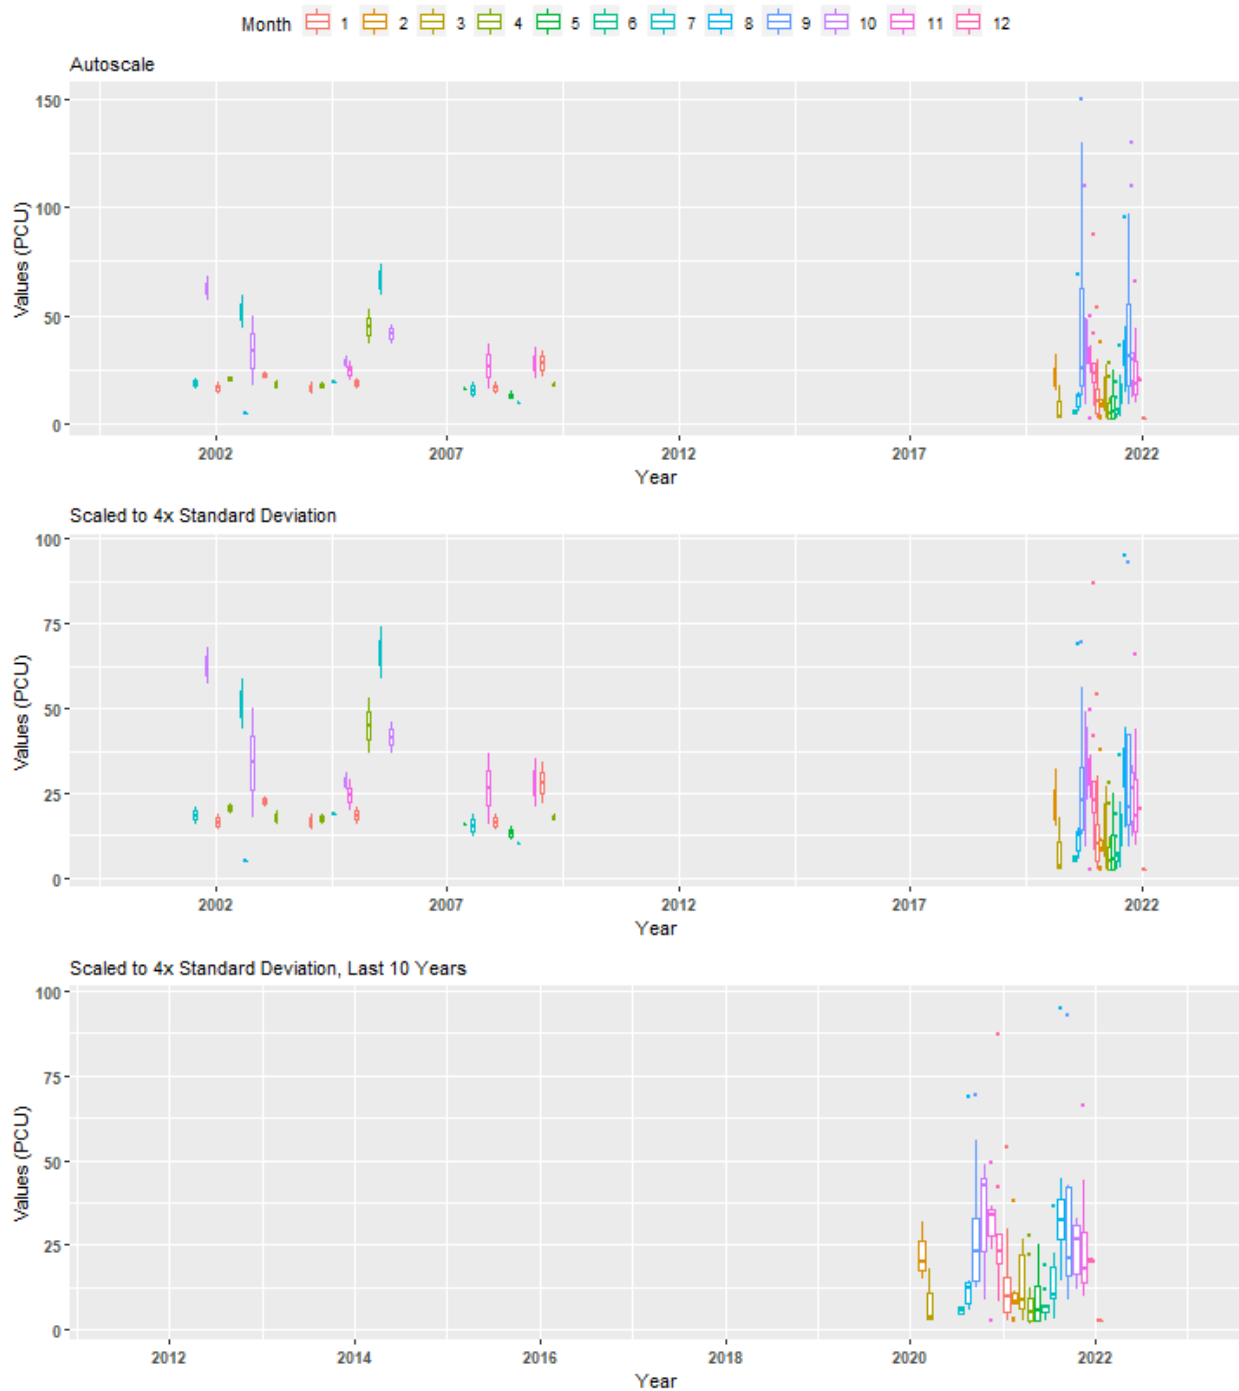 Month 1 2 3 4 5 6 7 8 9 10 11 12
Autoscale
150
100
50
0
Values (PCU)
2002 2007 2012 2017 2022
Year
Scaled to 4x Standard Deviation
100
75
50
25
0
Values (PCU)
2002 2007 2012 2017 2022
Year
Scaled to 4x Standard Deviation, Last 10 Years
100
75
50
25
0
Values (PCU)
2012 2014 2016 2018 2020 2022
Year